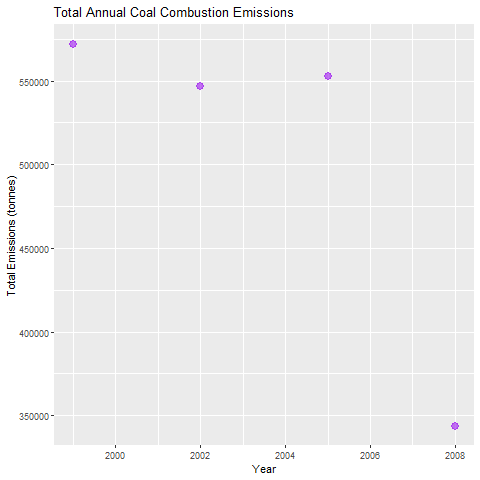 Total Annual Coal Combustion Emissions
Total Emissions (tonnes)
550000
500000
450000
400000
350000
2000 2002 2004 2006 2008
Year